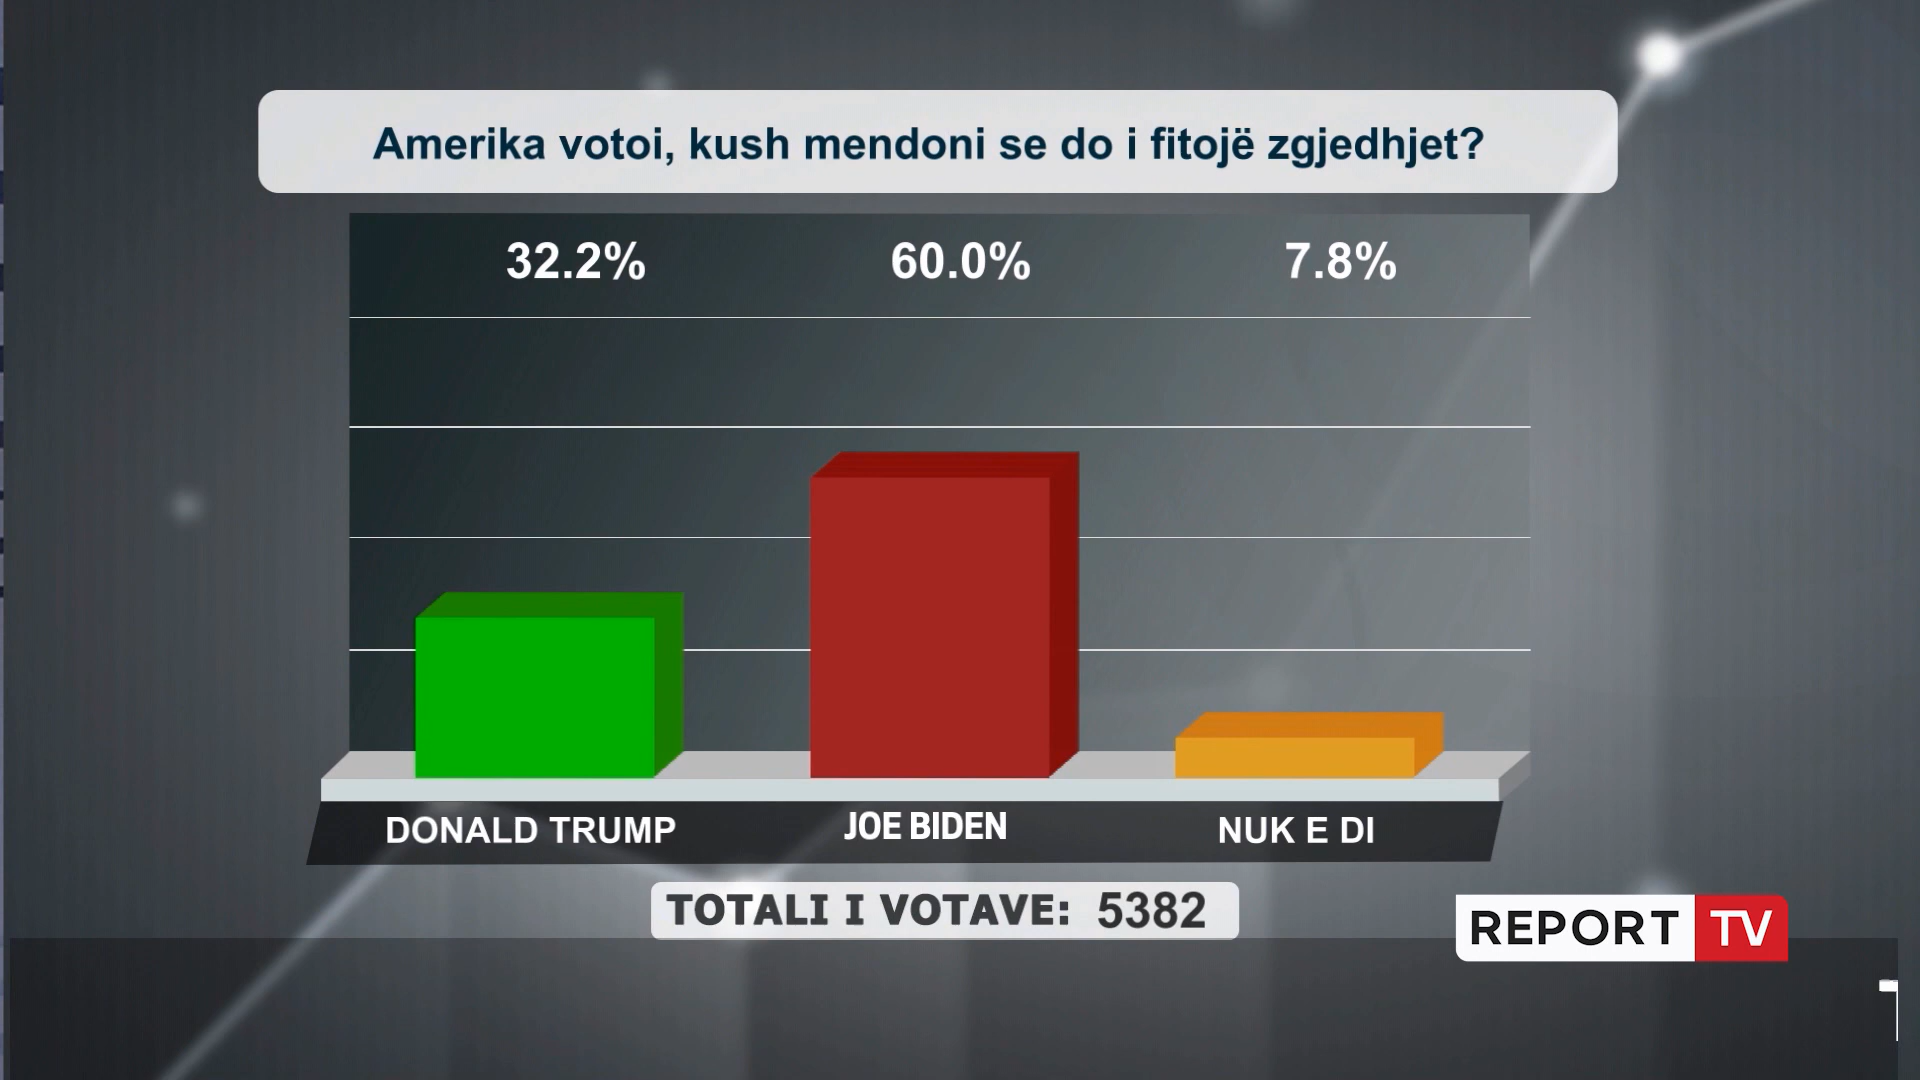 Amerika votoi, kush mendoni se do i fitojë zgjedhjet?
32.2% 60.0% 7.8%
DONALD TRUMP JOE BIDEN NUK E DI
TOTALI I VOTAVE: 5382
REPORT TV